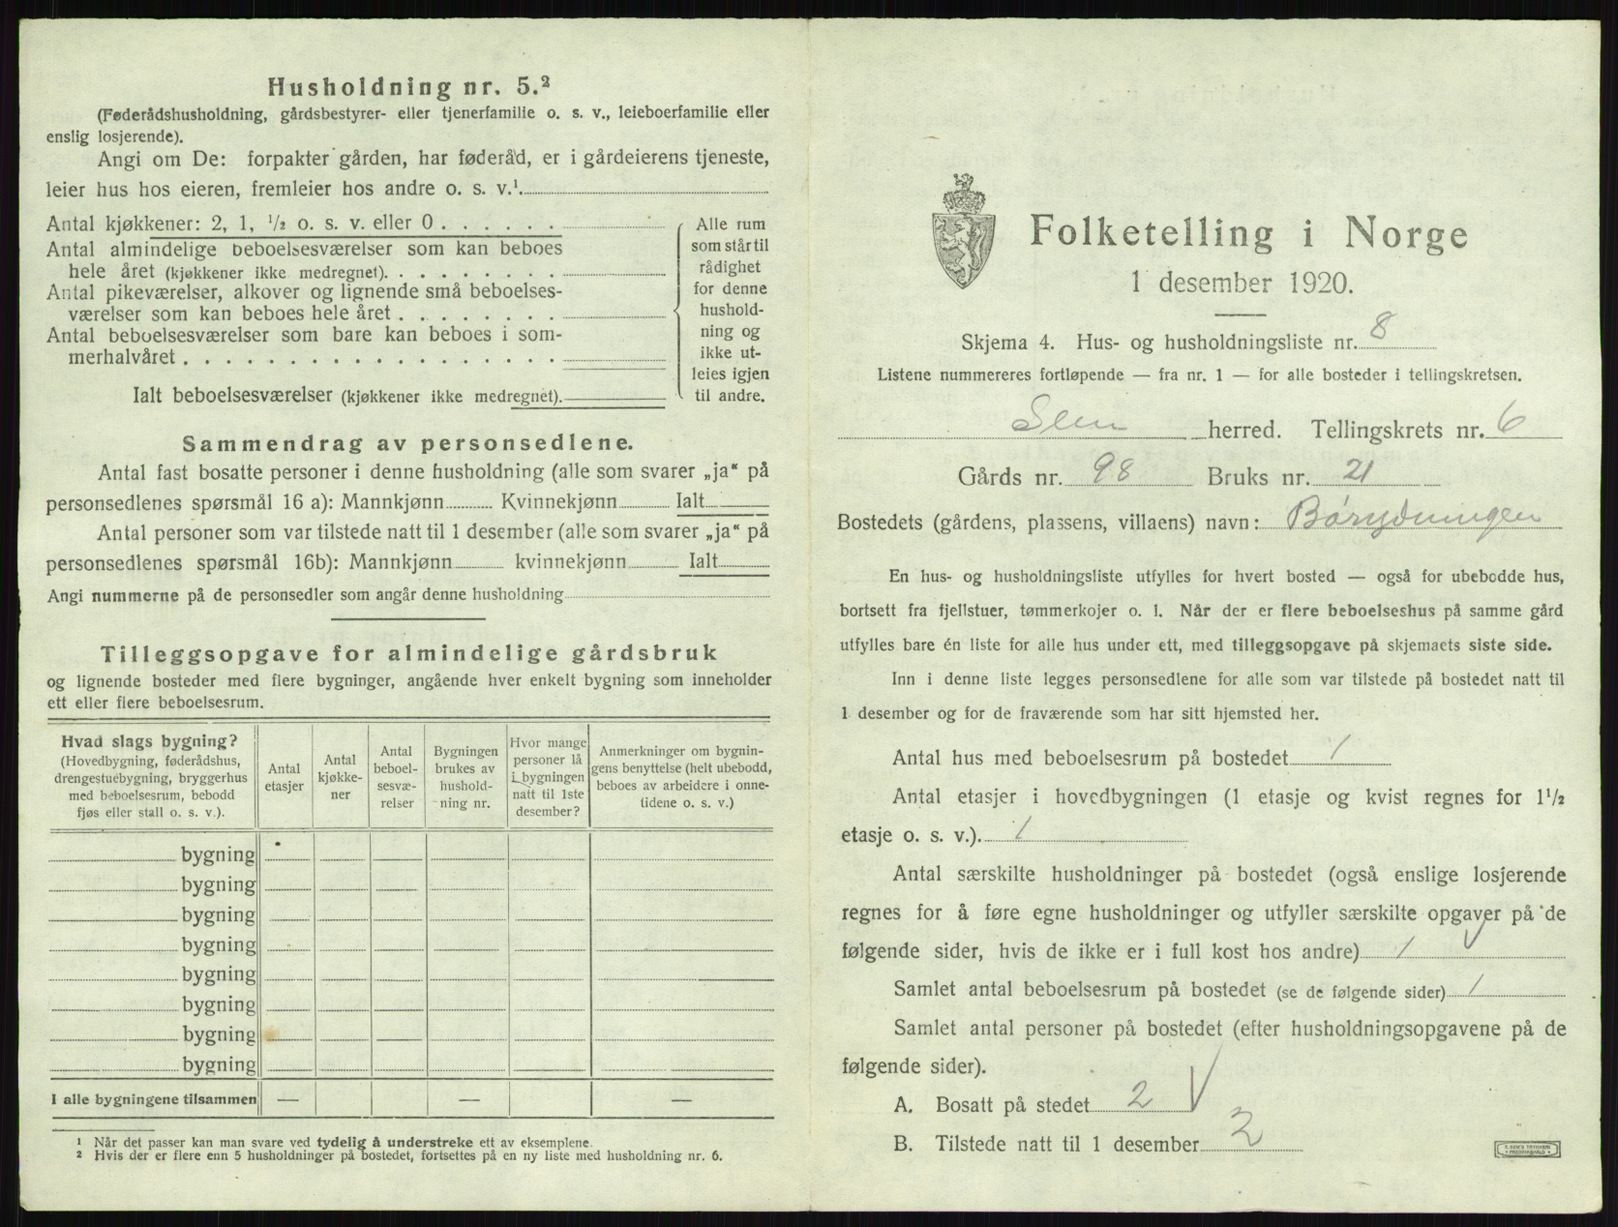 Husholdning nr. 5.²
(Føderådshusholdning, gårdsbestyrer- eller tjenerfamilie o. s. v., leieboerfamilie eller
enslig losjerende).
Angi om De: forpakter gården, har føderåd, er i gårdeierens tjeneste,
leier hus hos eieren, fremleier hos andre o. s. v.¹
Antal kjøkkener: 2, 1, ½ o. s. v. eller 0
Antal almindelige beboelsesværelser som kan beboes
hele året (kjøkkener ikke medregnet).
Antal pikeværelser, alkover og lignende små beboelses-
værelser som kan beboes hele året
Antal beboelsesværelser som bare kan beboes i som-
merhalvåret
Ialt beboelsesværelser (kjøkkener ikke medregnet).
Alle rum
som står til
rådighet
for denne
hushold-
ning og
ikke ut-
leies igjen
til andre.
Sammendrag av personsedlene.
Antal fast bosatte personer i denne husholdning (alle som svarer „ja“ på
personsedlenes spørsmål 16 a): Mannkjønn Kvinnekjønn Ialt
Antal personer som var tilstede natt til 1 desember (alle som svarer „ja“ på
personsedlenes spørsmål 16b): Mannkjønn kvinnekjønn Ialt
Angi nummerne på de personsedler som angår denne husholdning
Tilleggsopgave for almindelige gårdsbruk
og lignende bosteder med flere bygninger, angående hver enkelt bygning som inneholder
ett eller flere beboelsesrum.
Hvad slags bygning?
(Hovedbygning, føderådshus,
drengestuebygning, bryggerhus
med beboelsesrum, bebodd
fjøs eller stall o. s. v.).
Antal
etasjer
Antal
kjøkke-
ner
Antal
beboel-
sesvæ-
relser
Bygningen
brukes av
hushold-
ning nr.
Hvor mange
personer lå
i bygningen
natt til 1ste
desember?
Anmerkninger om bygnin-
gens benyttelse (helt ubebodd,
beboes av arbeidere i onne-
tidene o. s. v.)
bygning
bygning
bygning
bygning
bygning
bygning
bygning
bygning
I alle bygningene tilsammen — — —
¹ Når det passer kan man svare ved tydelig å understreke ett av eksemplene.
² Hvis der er flere enn 5 husholdninger på bostedet, fortsettes på en ny liste med husholdning nr. 6.
Folketelling i Norge
1 desember 1920.
Skjema 4. Hus- og husholdningsliste nr. 8
Listene nummereres fortløpende — fra nr. 1 — for alle bosteder i tellingskretsen.
herred. Tellingskrets nr. 6
Gårds nr. 98 Bruks nr. 21
Bostedets (gårdens, plassens, villaens) navn: Børydningen
En hus- og husholdningsliste utfylles for hvert bosted — også for ubebodde hus,
bortsett fra fjellstuer, tømmerkojer o. l. Når der er flere beboelseshus på samme gård
utfylles bare én liste for alle hus under ett, med tilleggsopgave på skjemaets siste side.
Inn i denne liste legges personsedlene for alle som var tilstede på bostedet natt til
1 desember og for de fraværende som har sitt hjemsted her.
Antal hus med beboelsesrum på bostedet 1
Antal etasjer i hovedbygningen (1 etasje og kvist regnes for 1½
etasje o. s. v.). 1
Antal særskilte husholdninger på bostedet (også enslige losjerende
regnes for å føre egne husholdninger og utfyller særskilte opgaver på de
følgende sider, hvis de ikke er i full kost hos andre) 1
Samlet antal beboelsesrum på bostedet (se de følgende sider) 1
Samlet antal personer på bostedet (efter husholdningsopgavene på de
følgende sider).
A. Bosatt på stedet 2
B. Tilstede natt til 1 desember 2